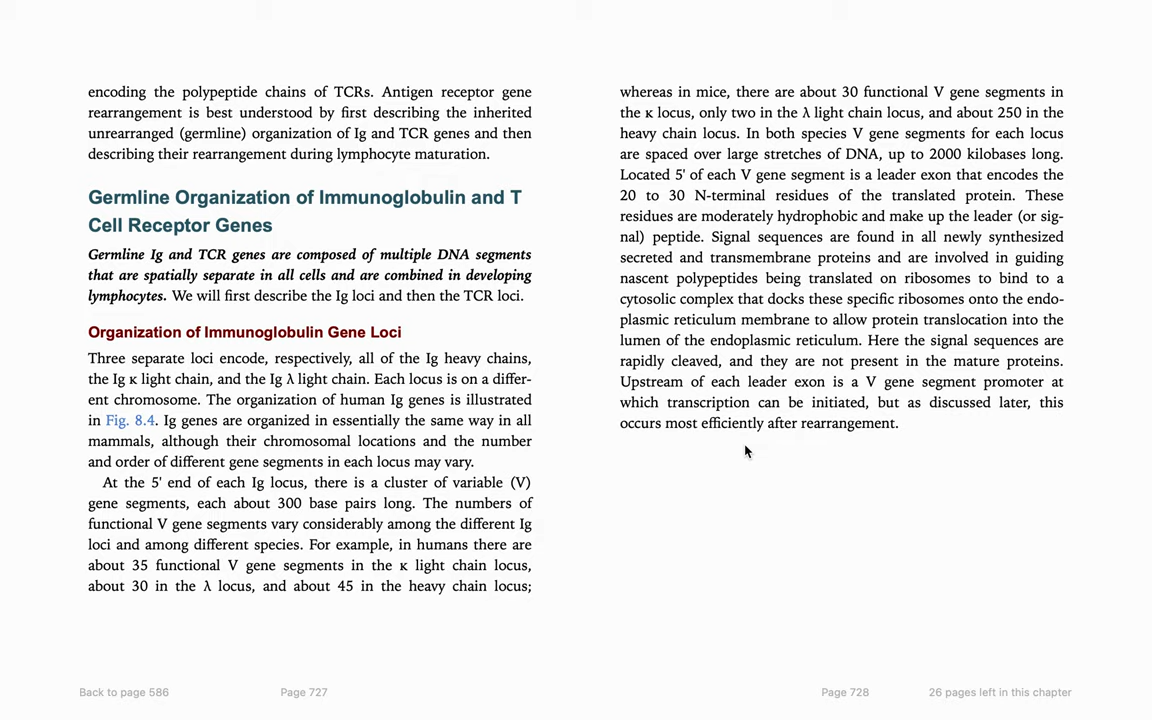 encoding the polypeptide chains of TCRs. Antigen receptor gene
rearrangement is best understood by first describing the inherited
unrearranged (germline) organization of Ig and TCR genes and then
describing their rearrangement during lymphocyte maturation.
Germline Organization of Immunoglobulin and T
Cell Receptor Genes
Germline Ig and TCR genes are composed of multiple DNA segments
that are spatially separate in all cells and are combined in developing
lymphocytes. We will first describe the Ig loci and then the TCR loci.
Organization of Immunoglobulin Gene Loci
Three separate loci encode, respectively, all of the Ig heavy chains,
the Ig κ light chain, and the Ig λ light chain. Each locus is on a differ-
ent chromosome. The organization of human Ig genes is illustrated
in Fig. 8.4. Ig genes are organized in essentially the same way in all
mammals, although their chromosomal locations and the number
and order of different gene segments in each locus may vary.
At the 5' end of each Ig locus, there is a cluster of variable (V)
gene segments, each about 300 base pairs long. The numbers of
functional V gene segments vary considerably among the different Ig
loci and among different species. For example, in humans there are
about 35 functional V gene segments in the κ light chain locus,
about 30 in the λ locus, and about 45 in the heavy chain locus;
whereas in mice, there are about 30 functional V gene segments in
the κ locus, only two in the λ light chain locus, and about 250 in the
heavy chain locus. In both species V gene segments for each locus
are spaced over large stretches of DNA, up to 2000 kilobases long.
Located 5' of each V gene segment is a leader exon that encodes the
20 to 30 N-terminal residues of the translated protein. These
residues are moderately hydrophobic and make up the leader (or sig-
nal) peptide. Signal sequences are found in all newly synthesized
secreted and transmembrane proteins and are involved in guiding
nascent polypeptides being translated on ribosomes to bind to a
cytosolic complex that docks these specific ribosomes onto the endo-
plasmic reticulum membrane to allow protein translocation into the
lumen of the endoplasmic reticulum. Here the signal sequences are
rapidly cleaved, and they are not present in the mature proteins.
Upstream of each leader exon is a V gene segment promoter at
which transcription can be initiated, but as discussed later, this
occurs most efficiently after rearrangement.
Back to page 586
Page 727
Page 728
26 pages left in this chapter